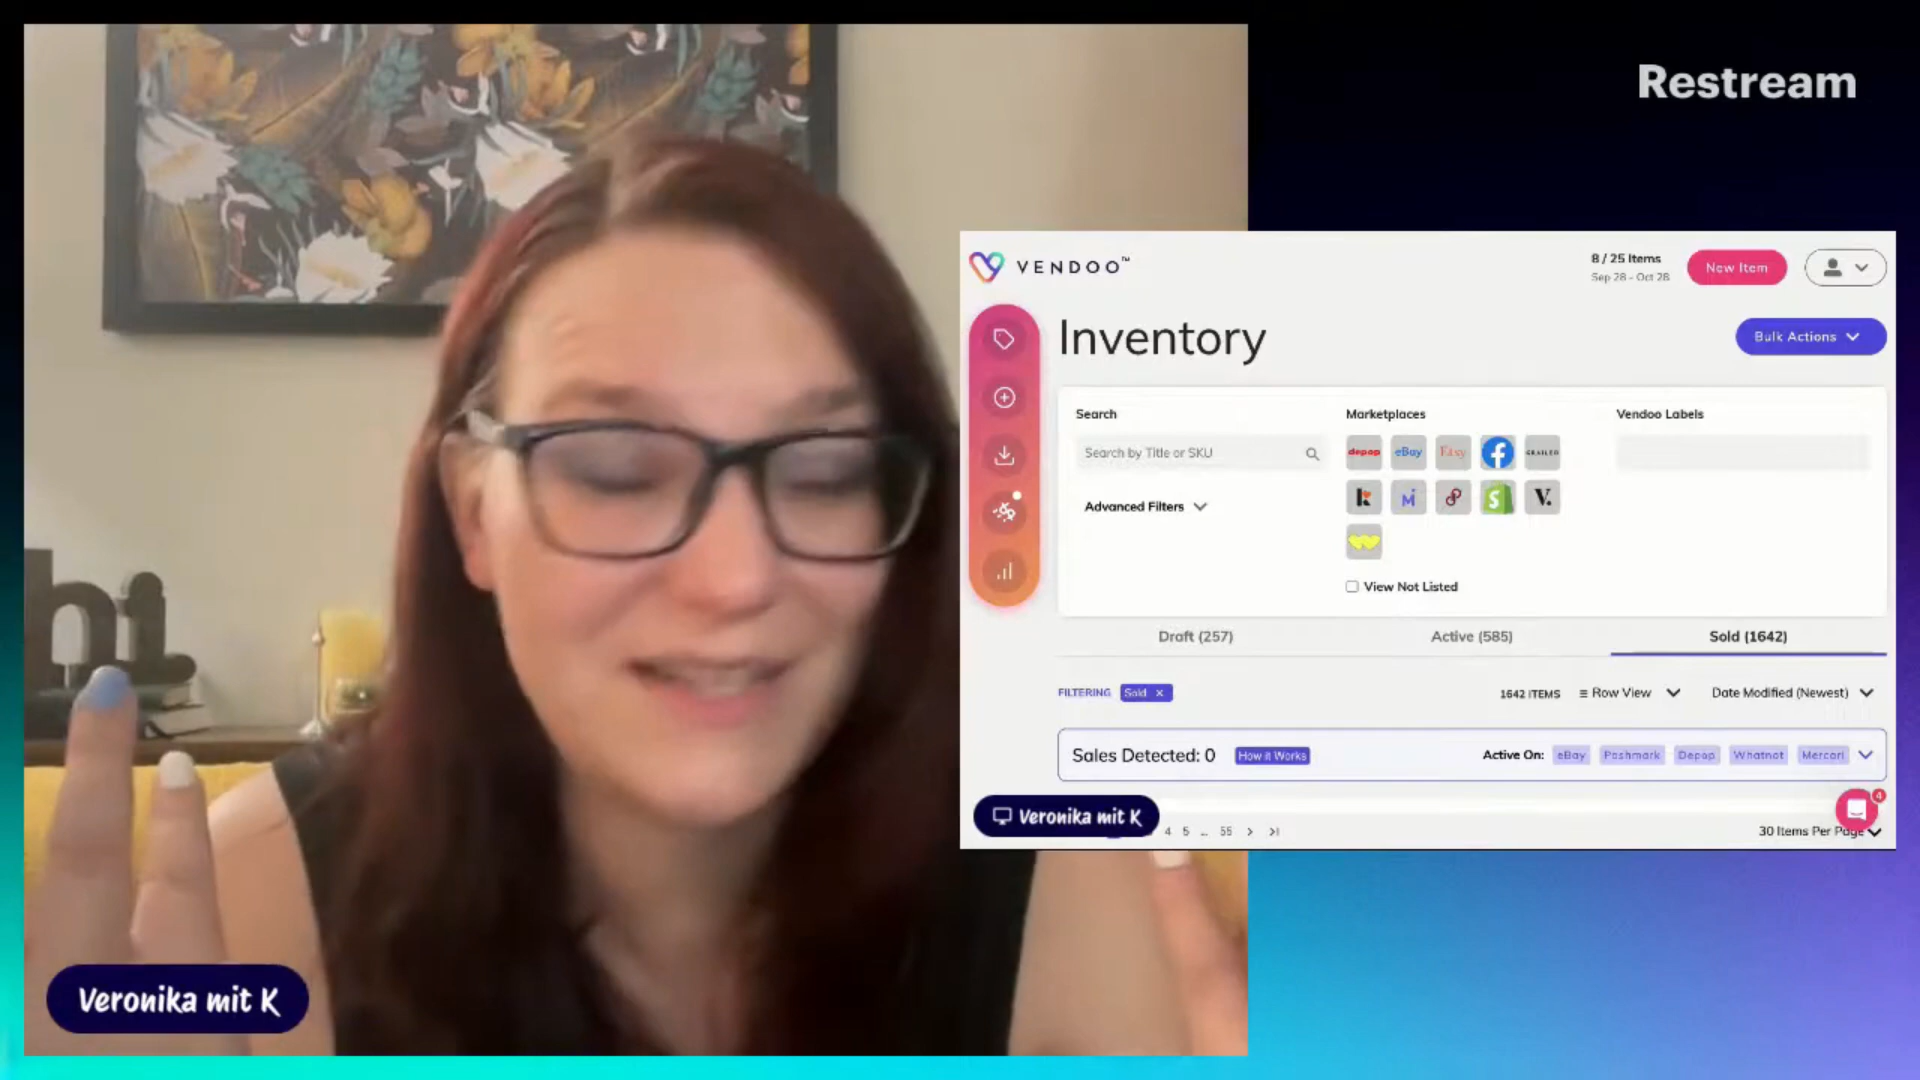 Restream
hi
VENDOO™
8 / 25 Items
Sep 28 - Oct 28
New Item
Inventory
Bulk Actions
Search
Marketplaces
Vendoo Labels
Search by Title or SKU
depop
eBay
Etsy
GRAILED
Advanced Filters
View Not Listed
Draft (257)
Active (585)
Sold (1642)
FILTERING
Sold ×
1642 ITEMS
Row View
Date Modified (Newest)
Sales Detected: 0
How it Works
Active On:
eBay
Poshmark
Depop
Whatnot
Mercari
4
Veronika mit K
4 5 ... 55
30 Items Per Page
Veronika mit K